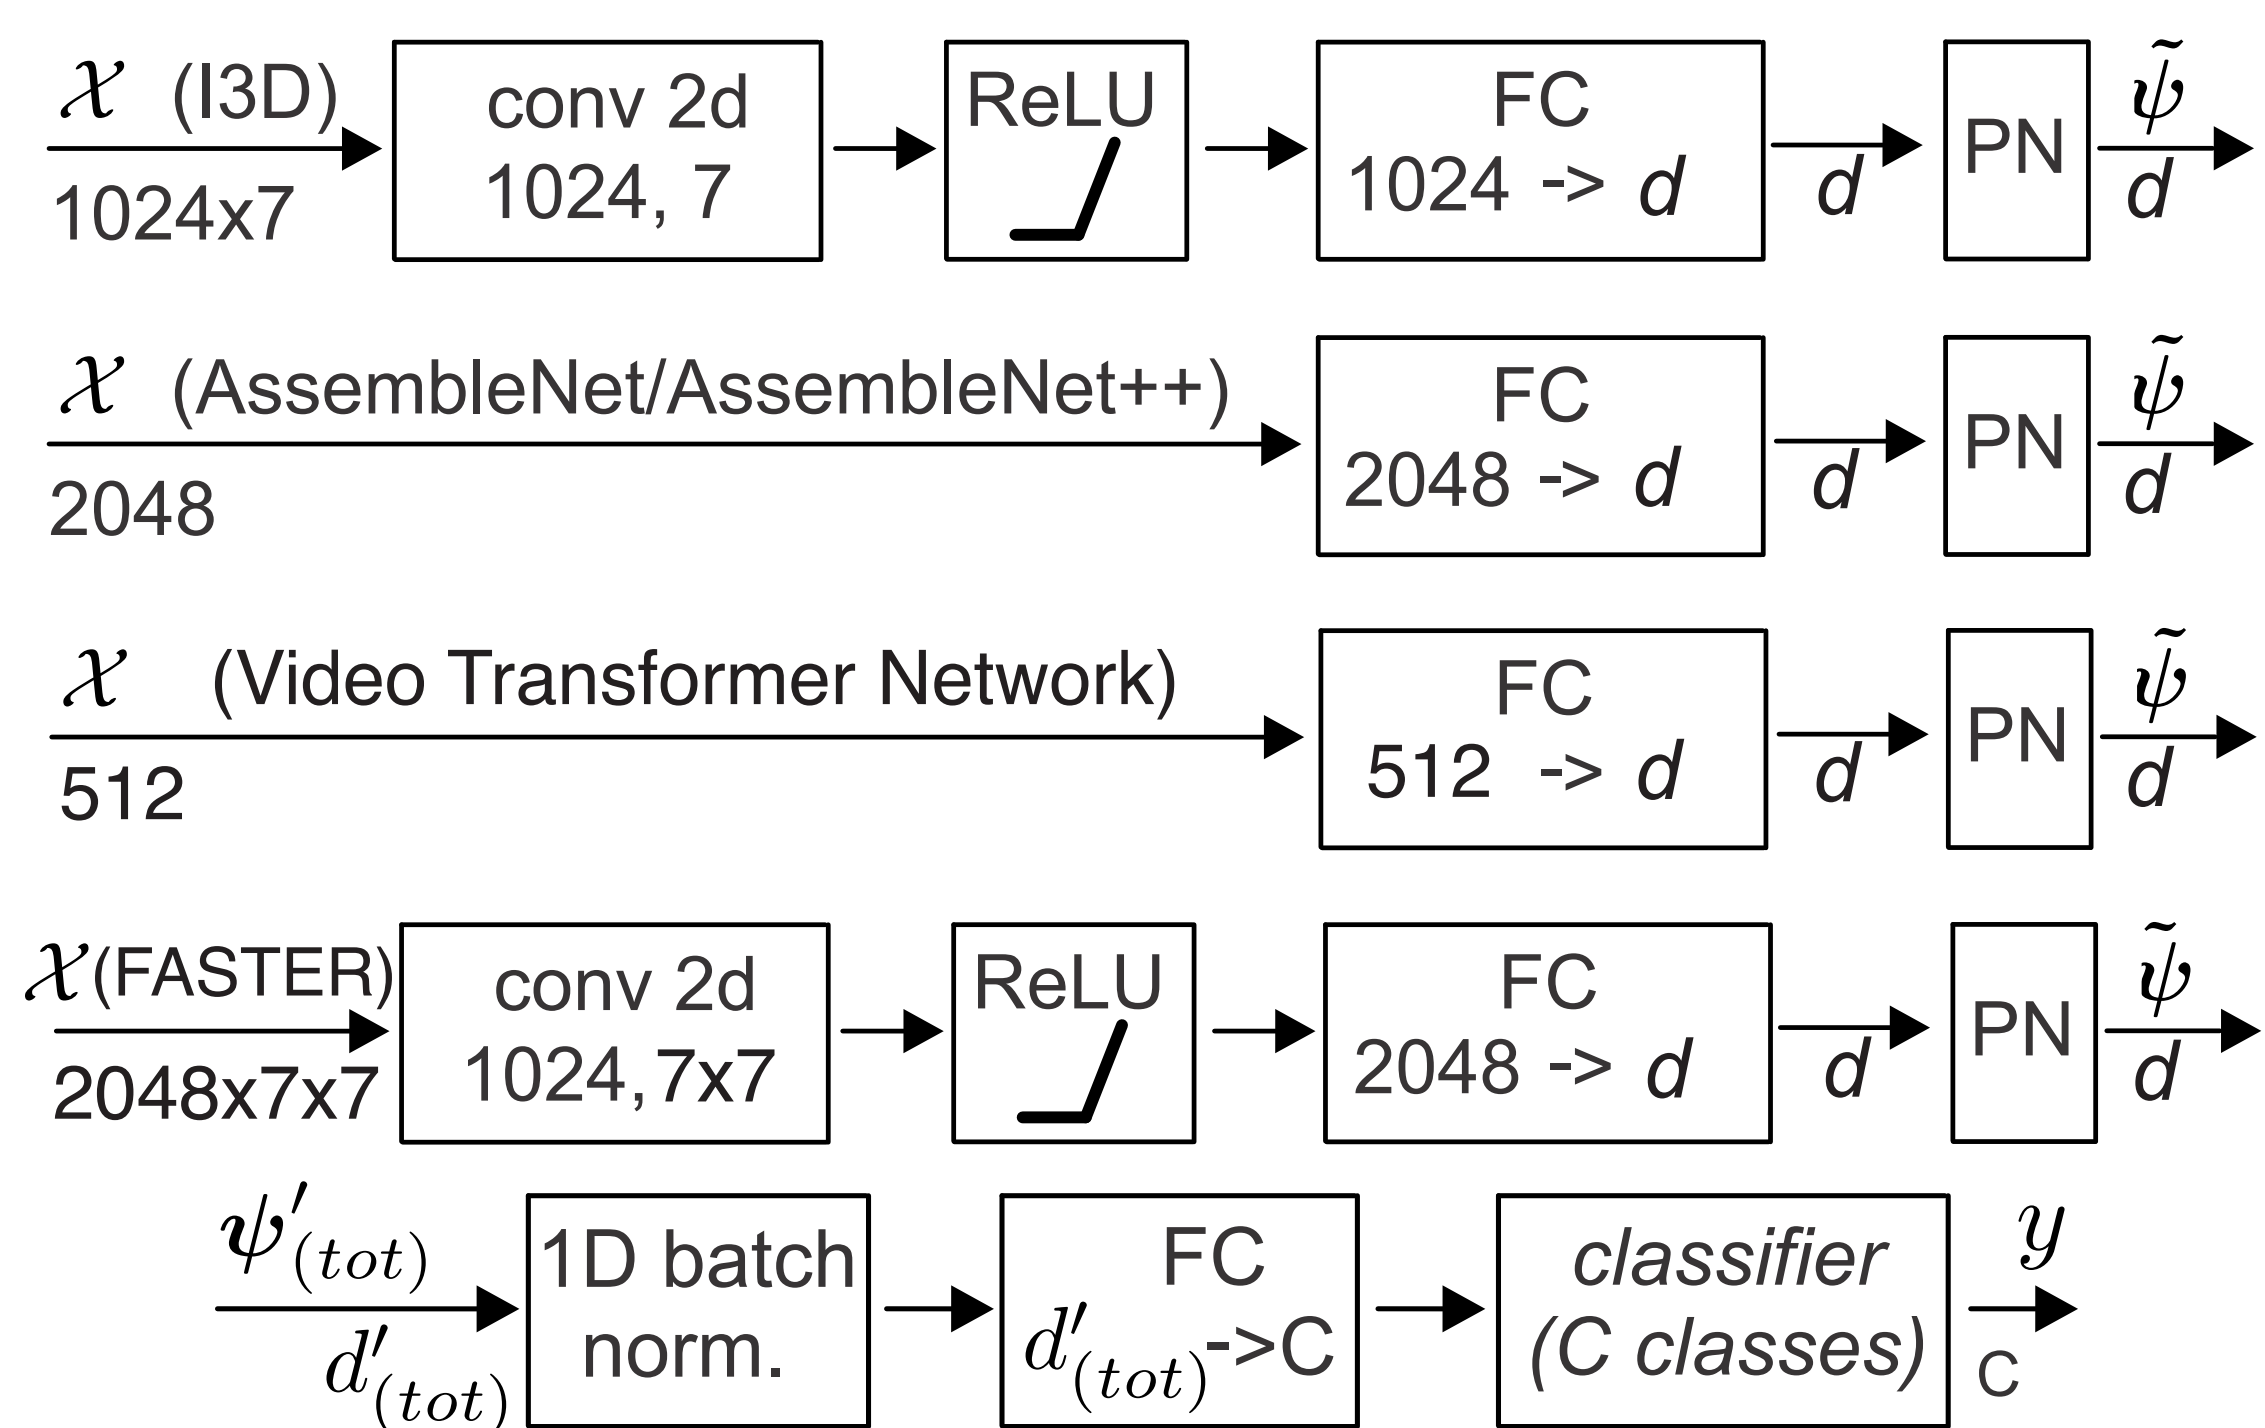 𝒳 (I3D)
1024x7
conv 2d
1024, 7
ReLU
FC
1024 -> d
d
PN
ψ̃
d
𝒳 (AssembleNet/AssembleNet++)
2048
FC
2048 -> d
d
PN
ψ̃
d
𝒳 (Video Transformer Network)
512
FC
512 -> d
d
PN
ψ̃
d
𝒳(FASTER)
2048x7x7
conv 2d
1024,7x7
ReLU
FC
2048 -> d
d
PN
ψ̃
d
ψ′(tot)
d′(tot)
1D batch
norm.
FC
d′(tot)->C
classifier
(C classes)
y
C